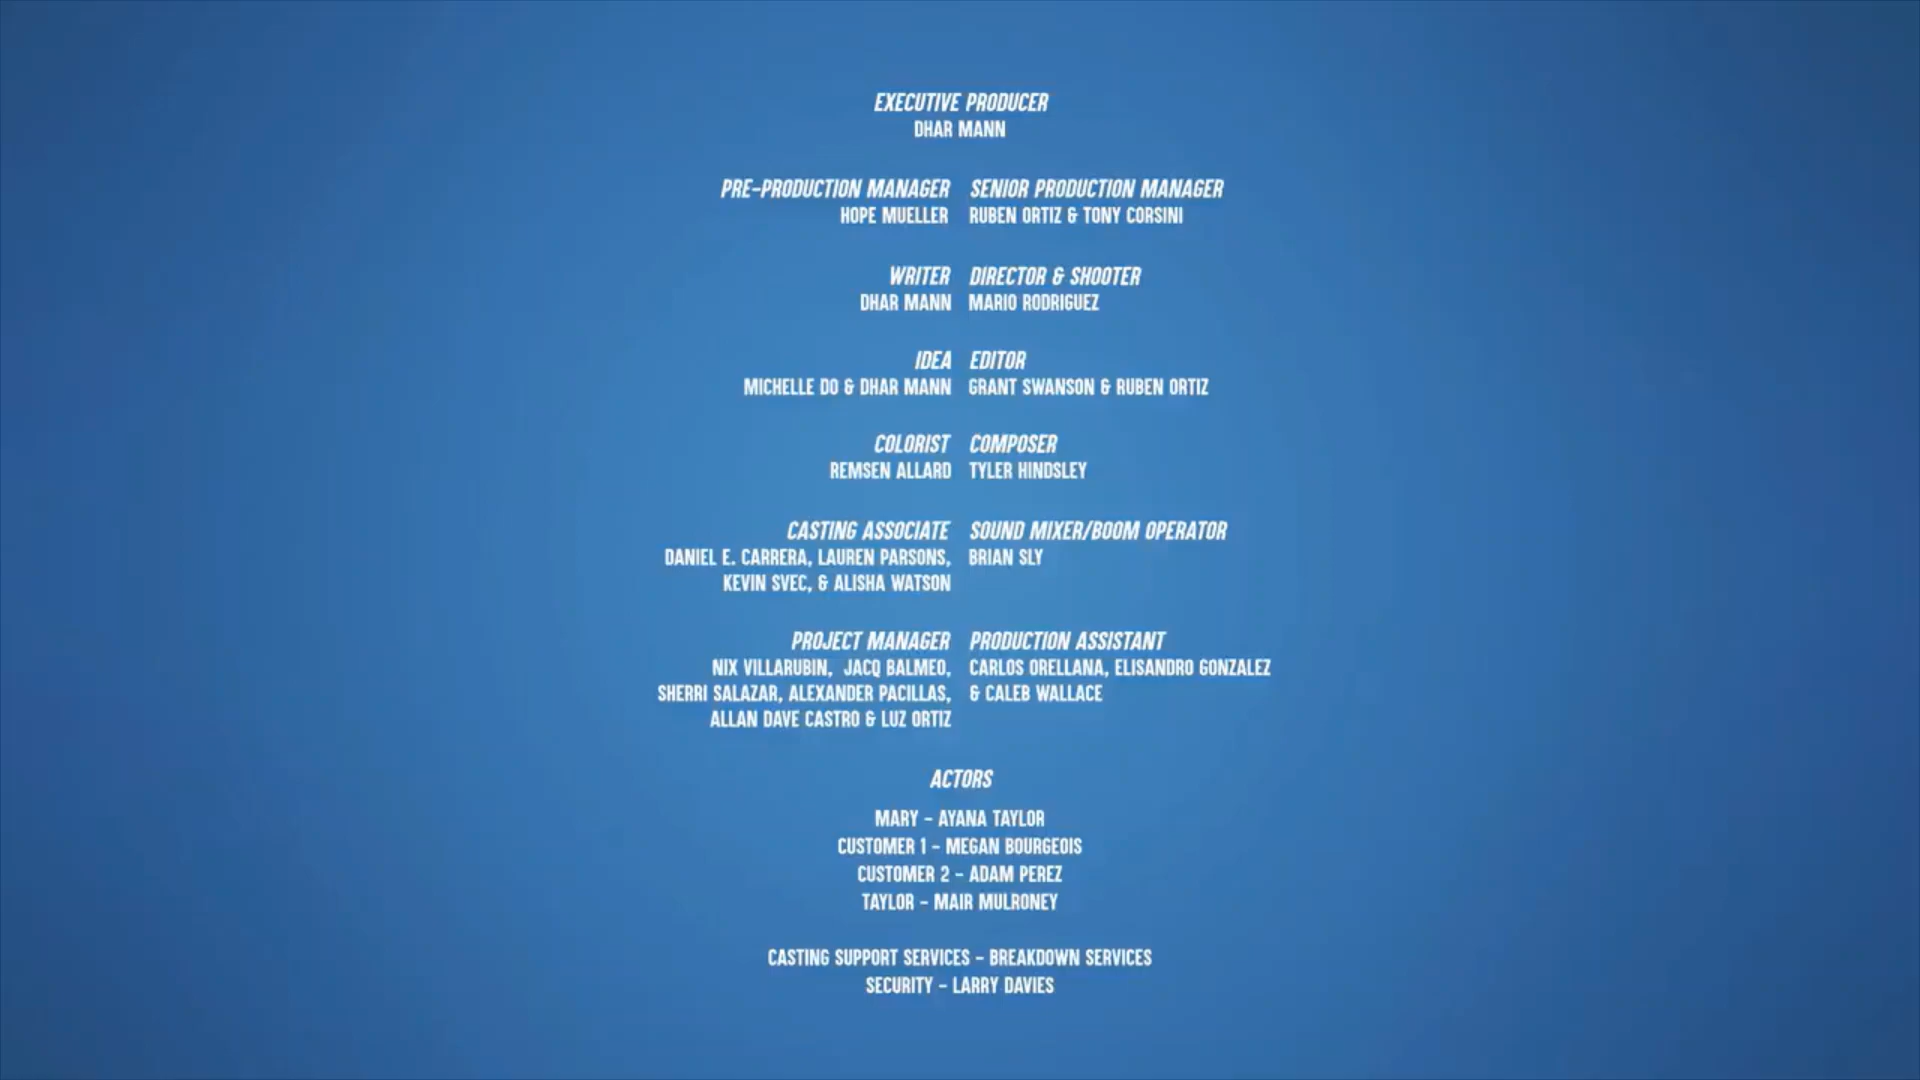 EXECUTIVE PRODUCER
DHAR MANN
PRE-PRODUCTION MANAGER
HOPE MUELLER
SENIOR PRODUCTION MANAGER
RUBEN ORTIZ & TONY CORSINI
WRITER
DHAR MANN
DIRECTOR & SHOOTER
MARIO RODRIGUEZ
IDEA
MICHELLE DO & DHAR MANN
EDITOR
GRANT SWANSON & RUBEN ORTIZ
COLORIST
REMSEN ALLARD
COMPOSER
TYLER HINDSLEY
CASTING ASSOCIATE
DANIEL E. CARRERA, LAUREN PARSONS,
KEVIN SVEC, & ALISHA WATSON
SOUND MIXER/BOOM OPERATOR
BRIAN SLY
PROJECT MANAGER
NIX VILLARUBIN, JACQ BALMEO,
SHERRI SALAZAR, ALEXANDER PACILLAS,
ALLAN DAVE CASTRO & LUZ ORTIZ
PRODUCTION ASSISTANT
CARLOS ORELLANA, ELISANDRO GONZALEZ
& CALEB WALLACE
ACTORS
MARY - AYANA TAYLOR
CUSTOMER 1 - MEGAN BOURGEOIS
CUSTOMER 2 - ADAM PEREZ
TAYLOR - MAIR MULRONEY
CASTING SUPPORT SERVICES - BREAKDOWN SERVICES
SECURITY - LARRY DAVIES